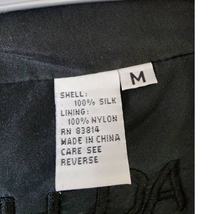 M
SHELL:
100% SILK
LINING:
100% NYLON
RN 83814
MADE IN CHINA
CARE SEE
REVERSE